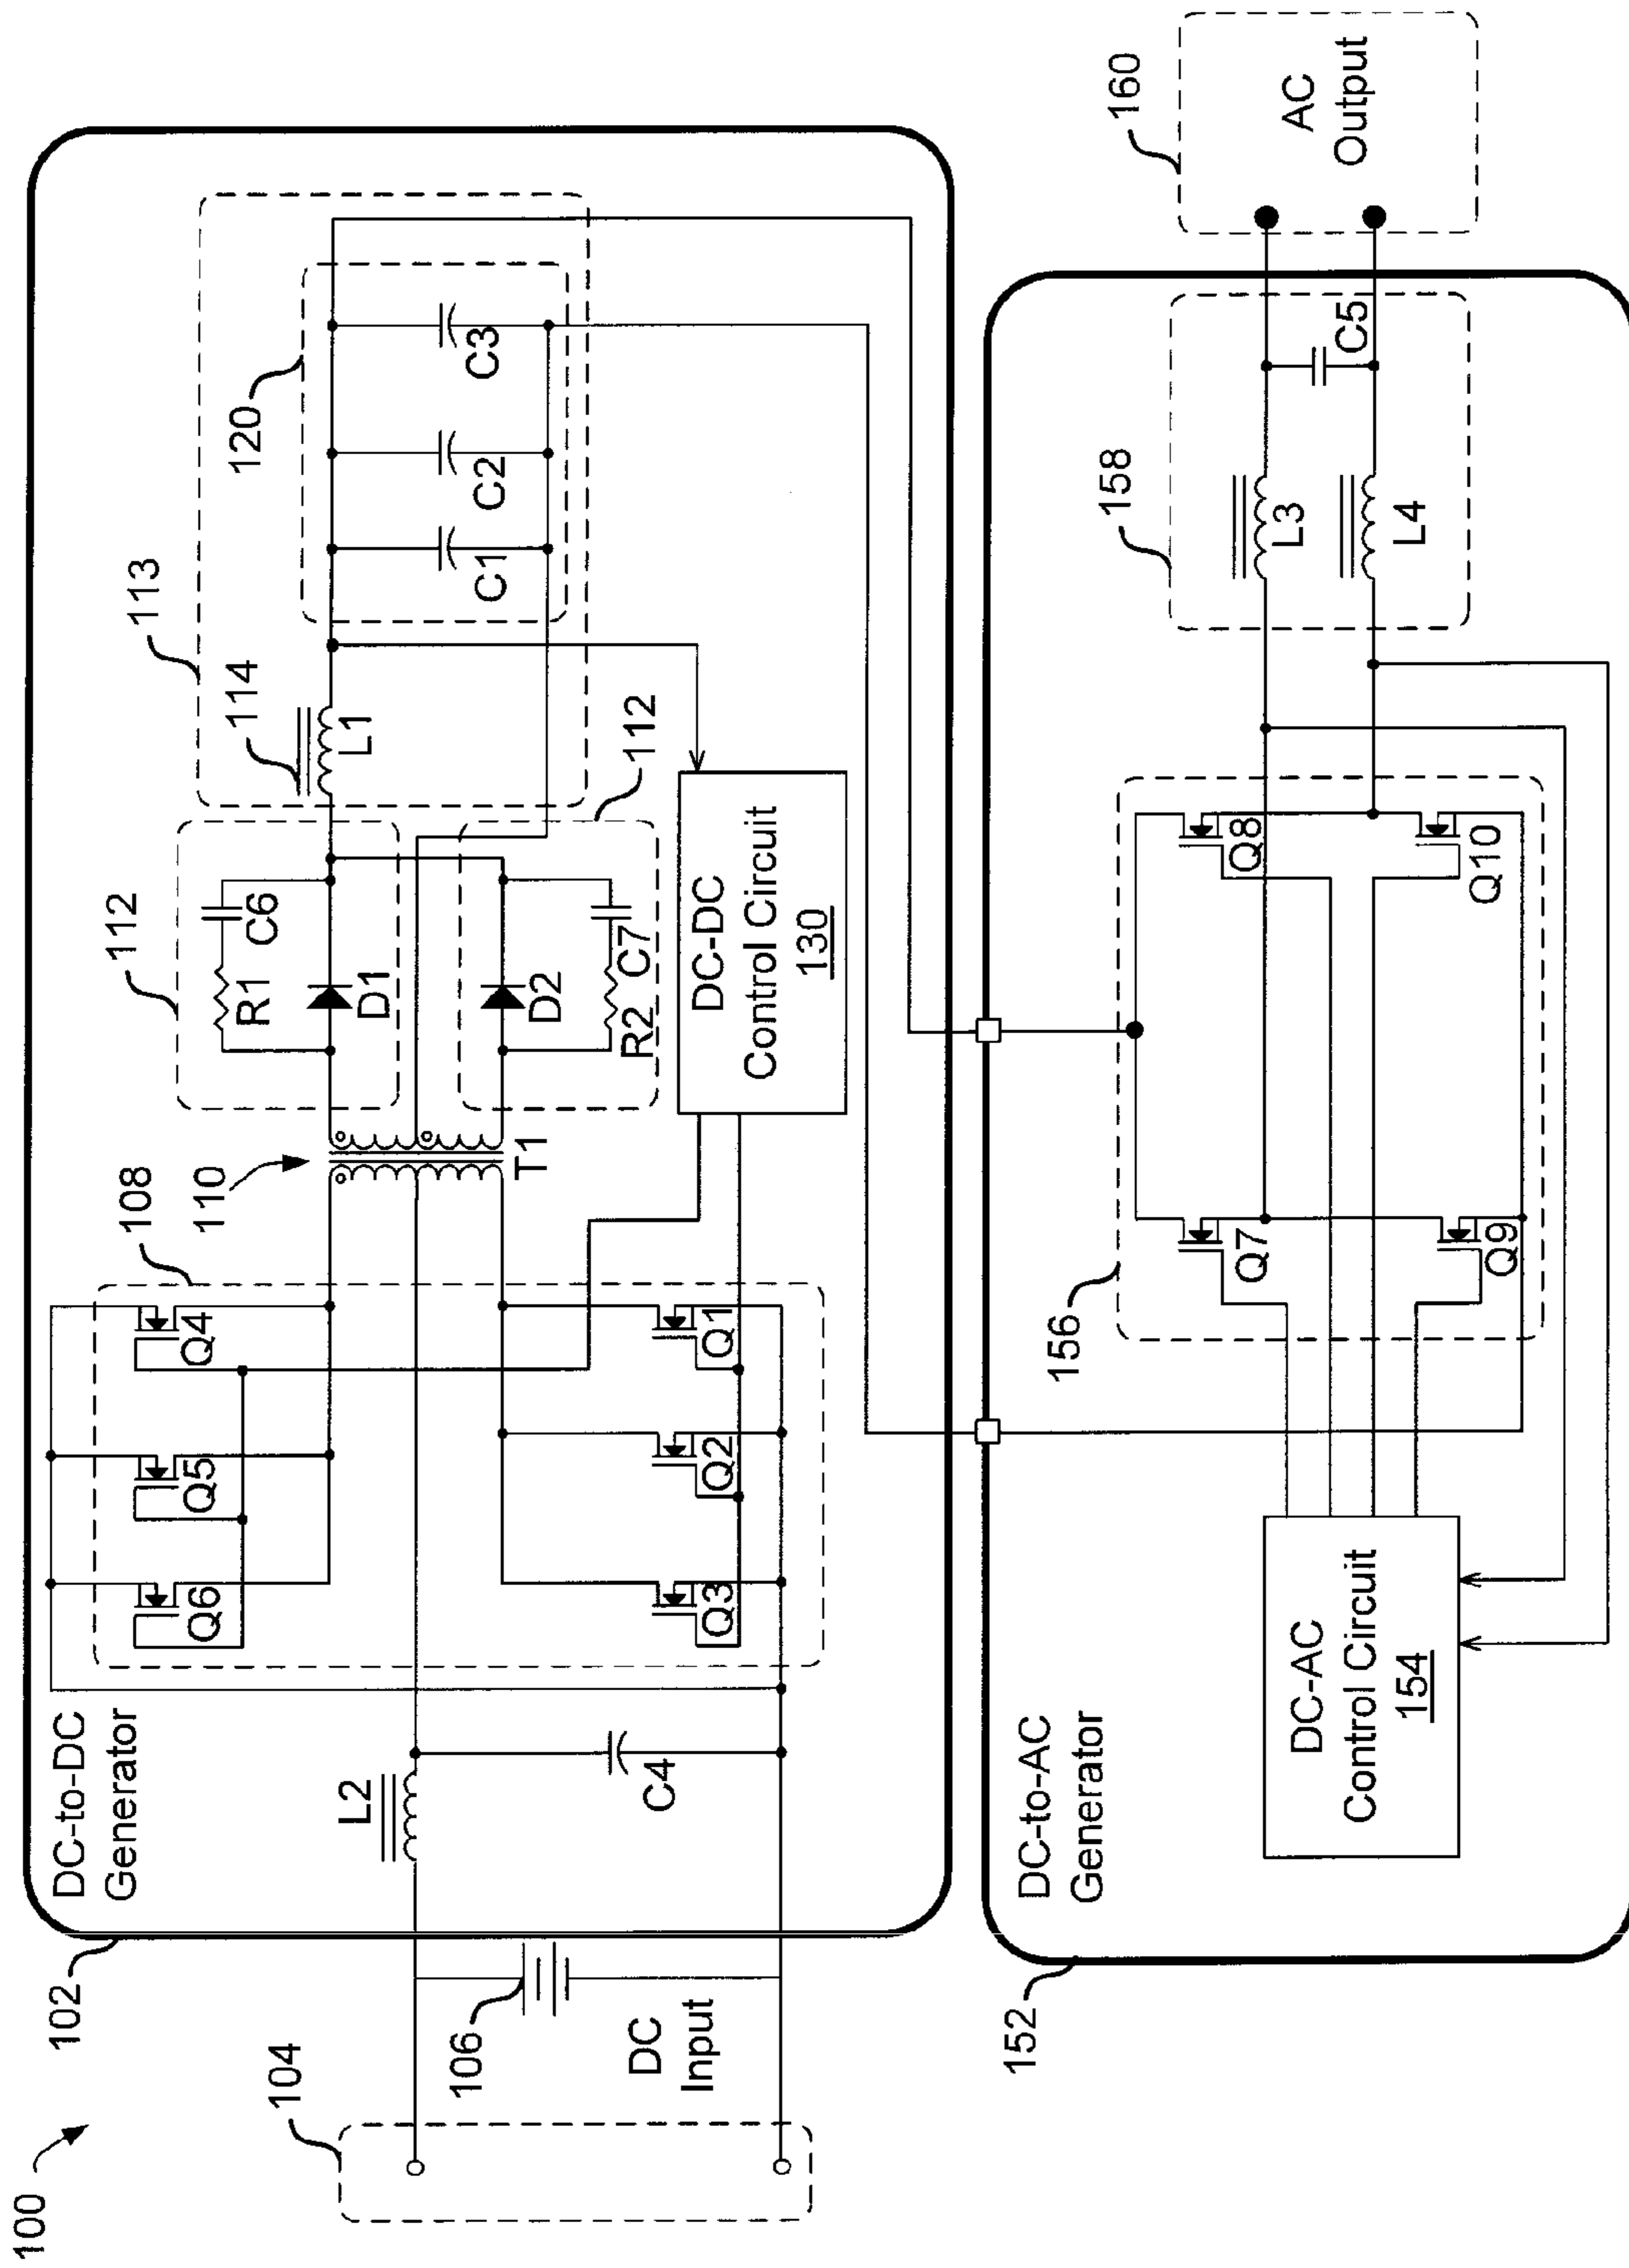 100
102
DC-to-DC
Generator
104
106
DC
Input
L2
C4
108
Q6
Q5
Q4
Q3
Q2
Q1
110
T1
112
R1
C6
D1
D2
R2
C7
112
113
114
L1
120
C1
C2
C3
DC-DC
Control Circuit
130
152
DC-to-AC
Generator
DC-AC
Control Circuit
154
156
Q7
Q8
Q9
Q10
158
L3
L4
C5
160
AC
Output